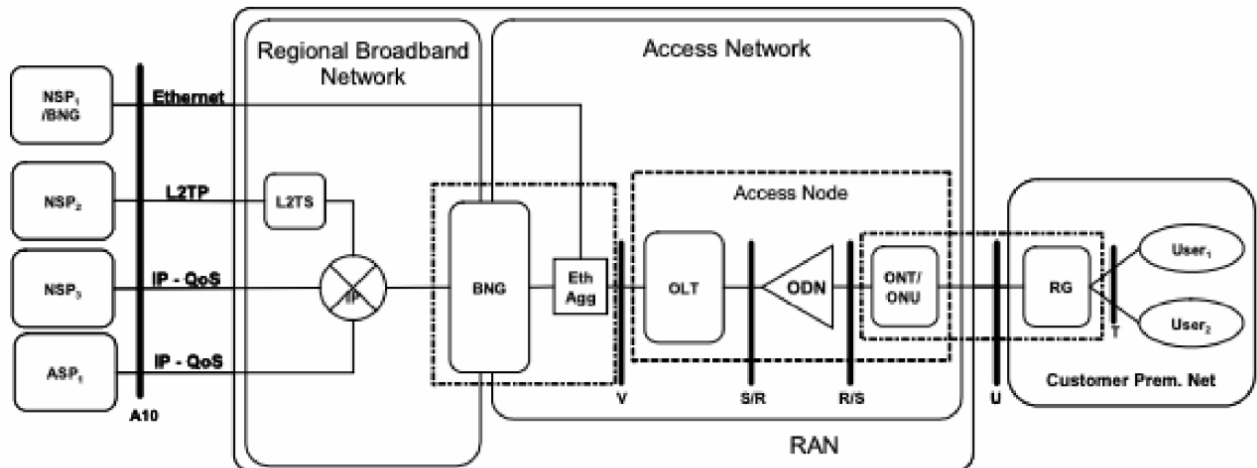 Regional Broadband
Network
Access Network
NSP₁
/BNG
Ethernet
NSP₂
L2TP
L2TS
Access Node
NSP₃
IP - QoS
IP
BNG
Eth
Agg
OLT
ODN
ONT/
ONU
RG
User₁
User₂
T
ASP₁
IP - QoS
Customer Prem. Net
A10
V
S/R
R/S
U
RAN